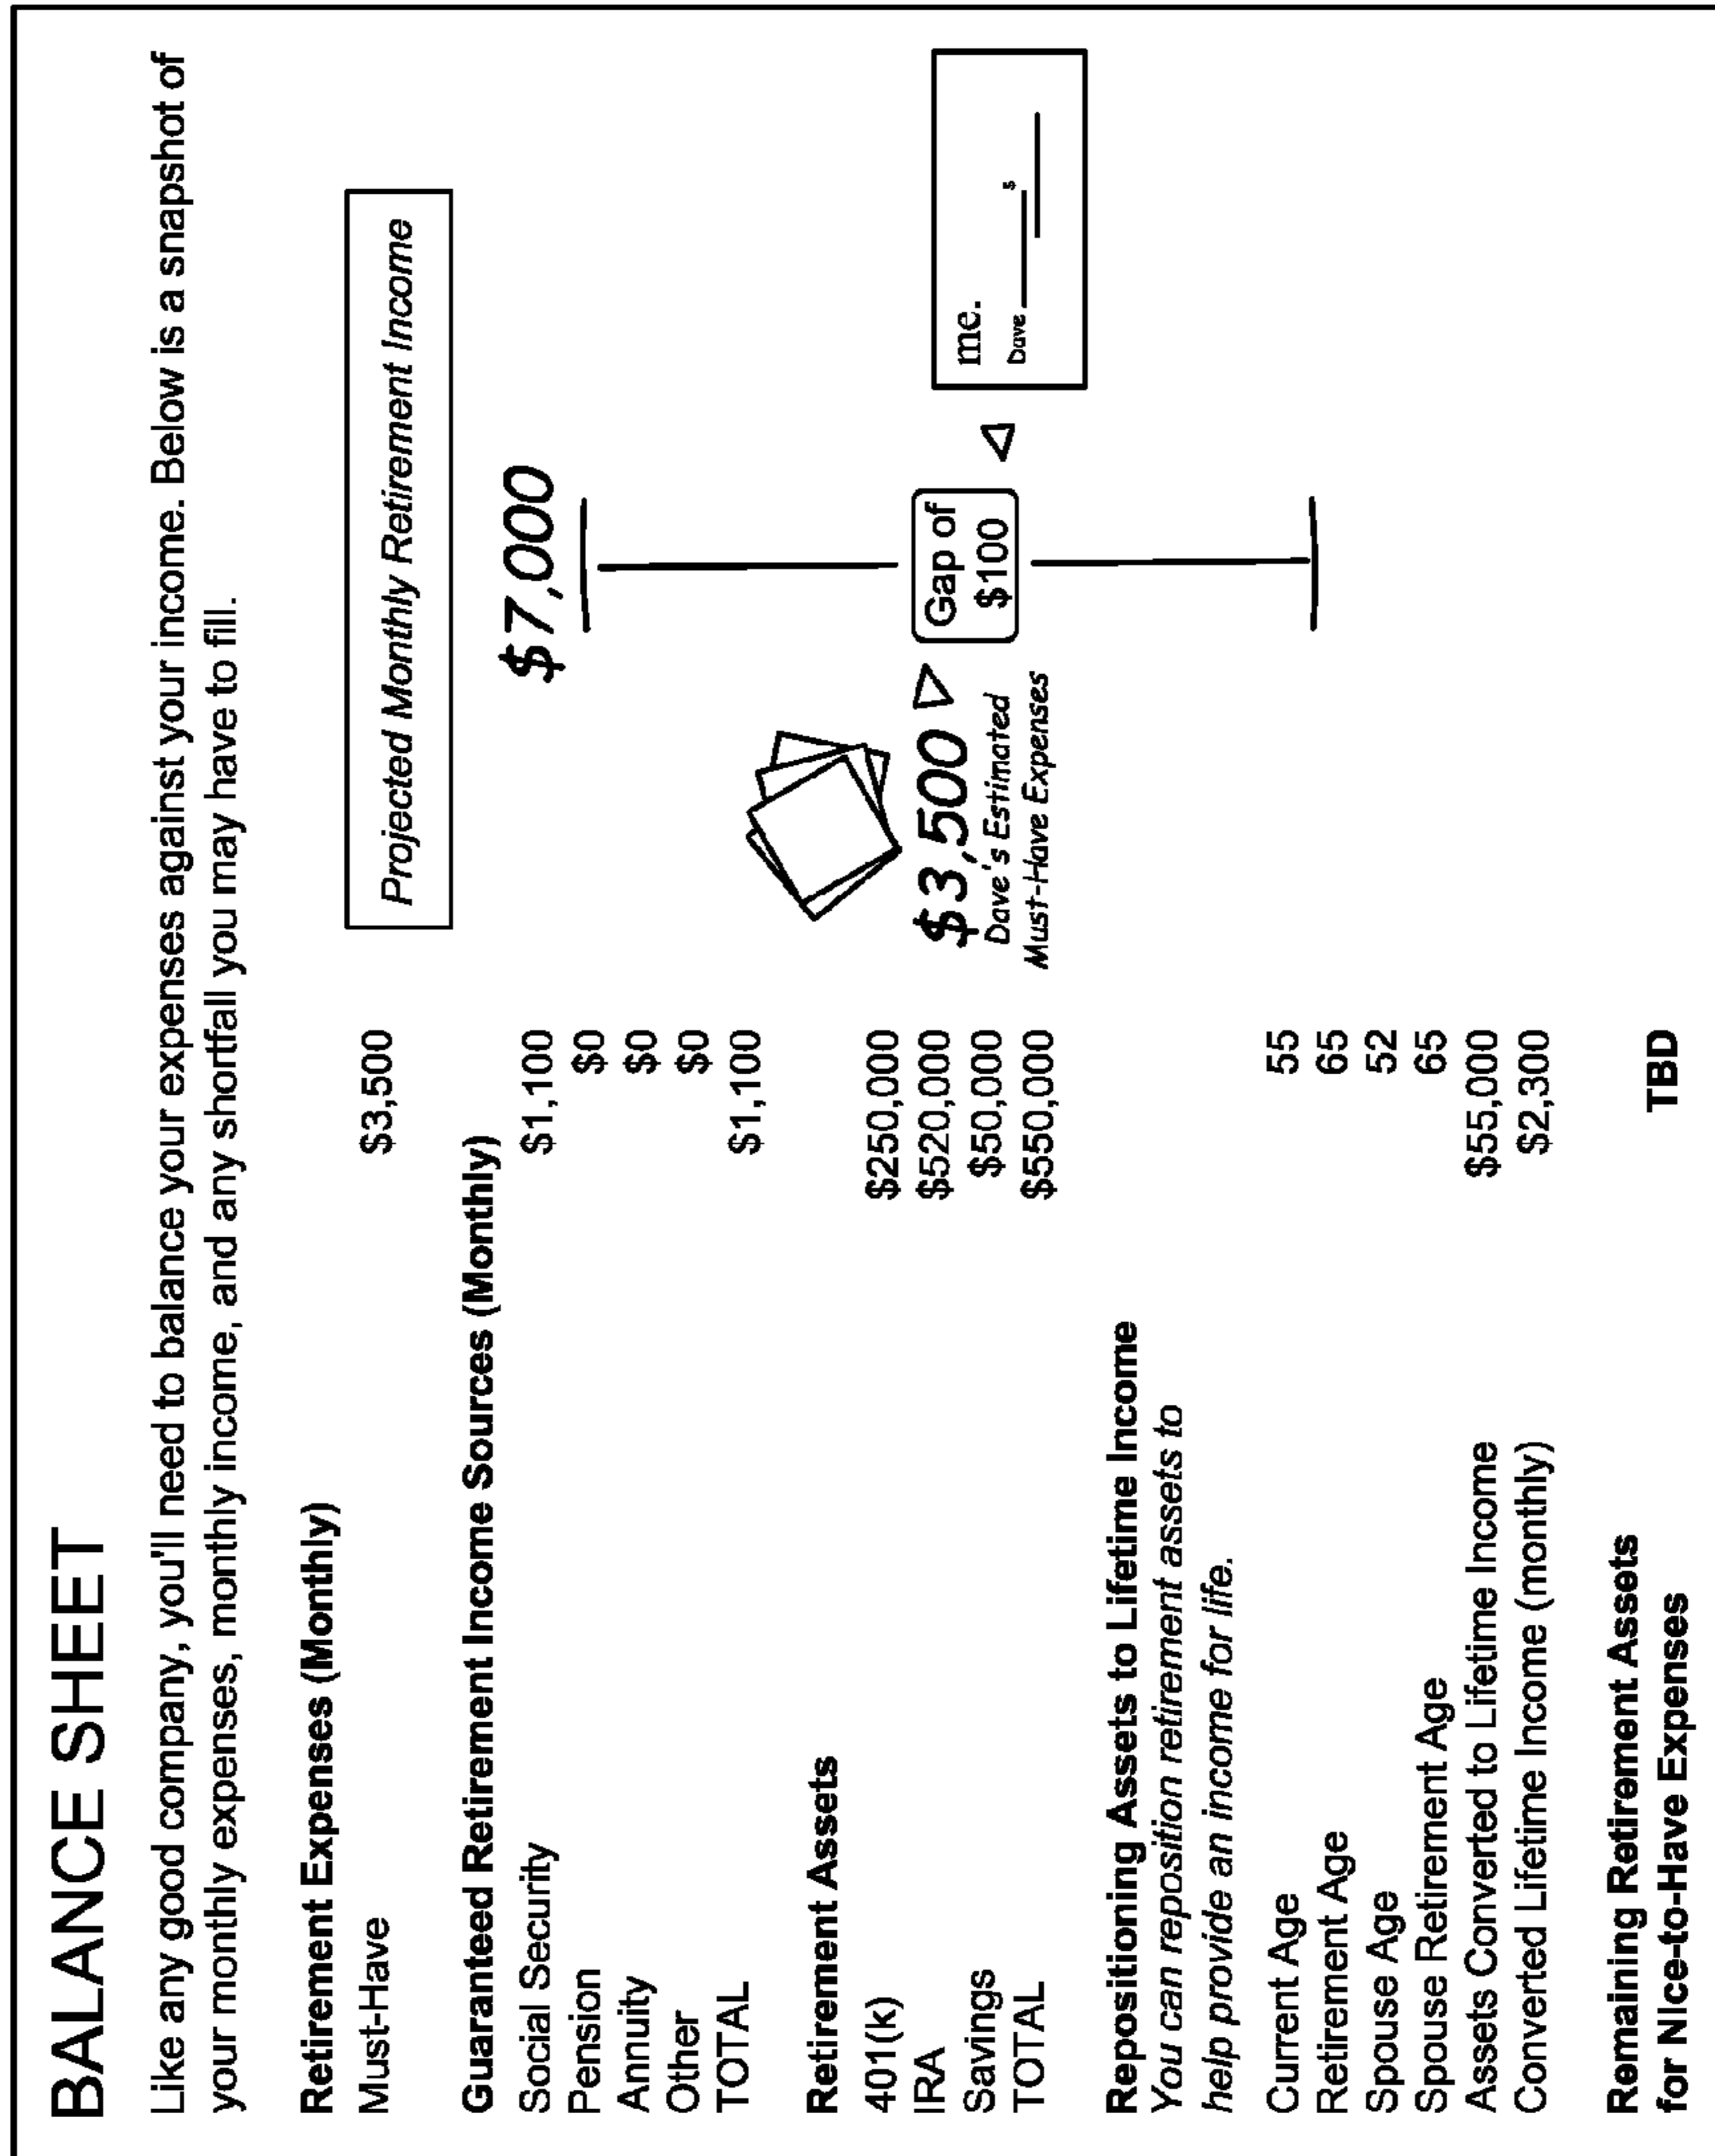 BALANCE SHEET
Like any good company, you'll need to balance your expenses against your income. Below is a snapshot of
your monthly expenses, monthly income, and any shortfall you may have to fill.
Retirement Expenses (Monthly)
Must-Have $3,500
Guaranteed Retirement Income Sources (Monthly)
Social Security $1,100
Pension $0
Annuity $0
Other $0
TOTAL $1,100
Retirement Assets
401(k) $250,000
IRA $520,000
Savings $50,000
TOTAL $550,000
Repositioning Assets to Lifetime Income
You can reposition retirement assets to
help provide an income for life.
Current Age 55
Retirement Age 65
Spouse Age 52
Spouse Retirement Age 65
Assets Converted to Lifetime Income $55,000
Converted Lifetime Income (monthly) $2,300
Remaining Retirement Assets
for Nice-to-Have Expenses TBD
Projected Monthly Retirement Income
$7,000
$3,500
Dave's Estimated
Must-Have Expenses
Gap of
$100
me.
Dave $